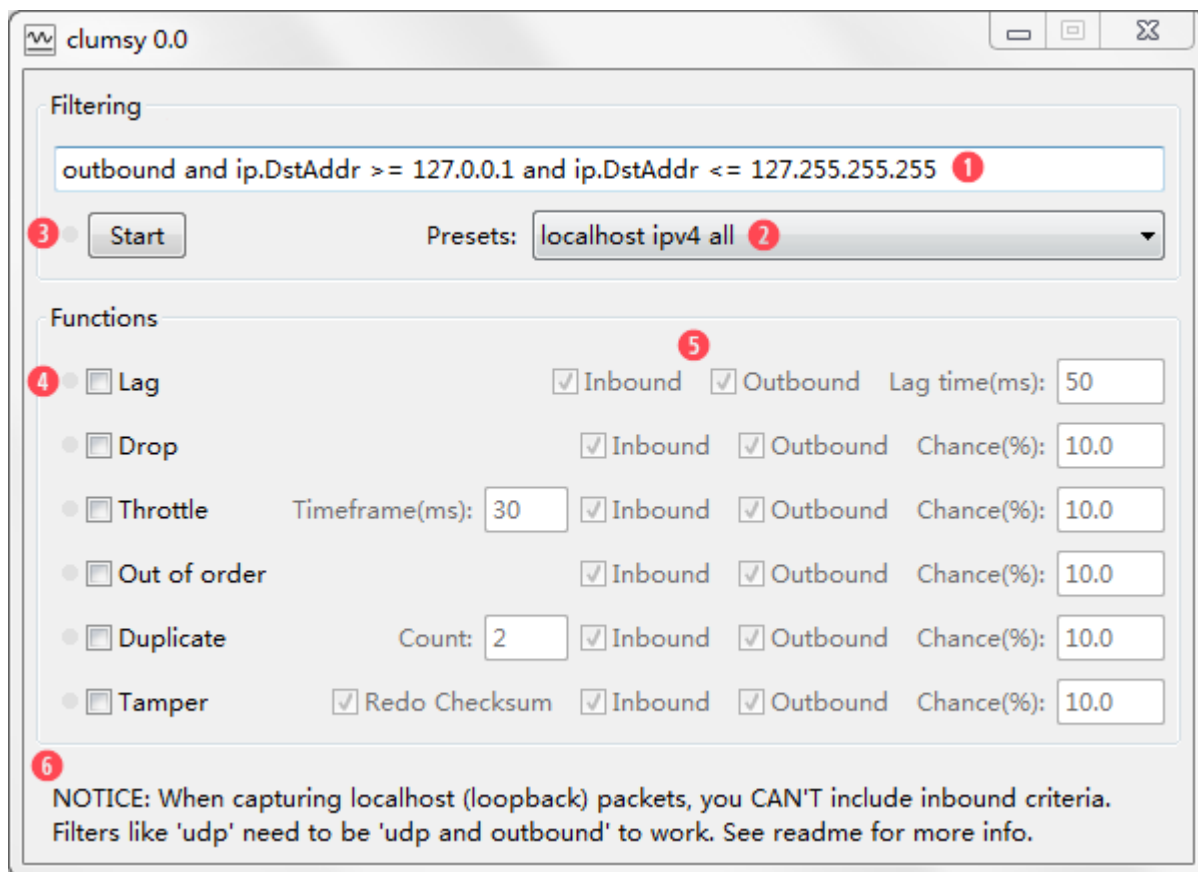 clumsy 0.0
Filtering
outbound and ip.DstAddr >= 127.0.0.1 and ip.DstAddr <= 127.255.255.255 1
3 Start Presets: localhost ipv4 all 2
Functions
5
4 Lag Inbound Outbound Lag time(ms): 50
Drop Inbound Outbound Chance(%): 10.0
Throttle Timeframe(ms): 30 Inbound Outbound Chance(%): 10.0
Out of order Inbound Outbound Chance(%): 10.0
Duplicate Count: 2 Inbound Outbound Chance(%): 10.0
Tamper Redo Checksum Inbound Outbound Chance(%): 10.0
6
NOTICE: When capturing localhost (loopback) packets, you CAN'T include inbound criteria.
Filters like 'udp' need to be 'udp and outbound' to work. See readme for more info.